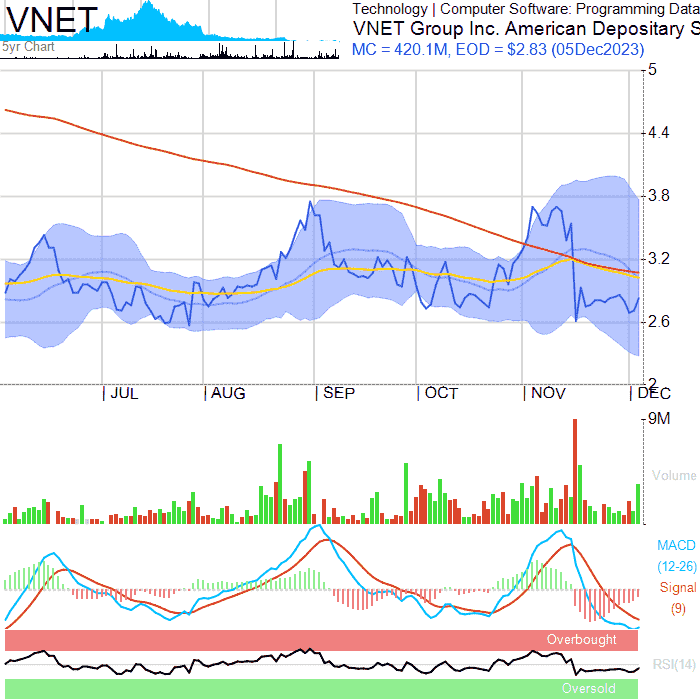 VNET
Technology | Computer Software: Programming Data
VNET Group Inc. American Depositary S
5yr Chart
MC = 420.1M, EOD = $2.83 (05Dec2023)
5
4.4
3.8
3.2
2.6
2
| JUL | AUG | SEP | OCT | NOV | DEC
9M
Volume
MACD
(12-26)
Signal
(9)
Overbought
RSI(14)
Oversold